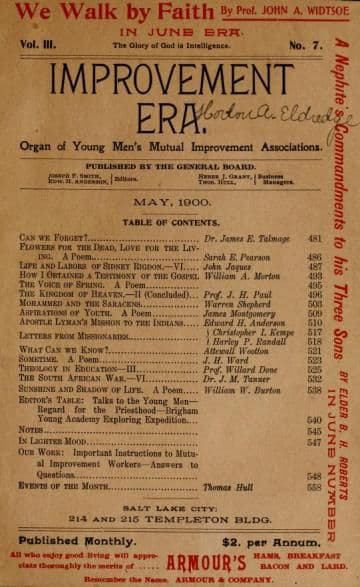 We Walk by Faith By Prof. JOHN A. WIDTSOE
IN JUNE ERA.
Vol. III. The Glory of God is Intelligence. No. 7.
IMPROVEMENT
ERA.
Horton A. Eldredge
Organ of Young Men's Mutual Improvement Associations.
PUBLISHED BY THE GENERAL BOARD.
JOSEPH F. SMITH, EDW. H. ANDERSON, } Editors. HEBER J. GRANT, THOS. HULL, } Business Managers.
MAY, 1900.
TABLE OF CONTENTS.
CAN WE FORGET? Dr. James E. Talmage 481
FLOWERS FOR THE DEAD, LOVE FOR THE LIV-
ING. A Poem Sarah E. Pearson 486
LIFE AND LABORS OF SIDNEY RIGDON.—VI. John Jaques 487
HOW I OBTAINED A TESTIMONY OF THE GOSPEL William A. Morton 493
THE VOICE OF SPRING. A Poem 495
THE KINGDOM OF HEAVEN.—II (Concluded) Prof. J. H. Paul 496
MOHAMMED AND THE SARACENS Warren Shepherd 503
ASPIRATIONS OF YOUTH. A Poem James Montgomery 509
APOSTLE LYMAN'S MISSION TO THE INDIANS Edward H. Anderson 510
LETTERS FROM MISSIONARIES { Christopher I. Kempe 517
{ Harley P. Randall 518
WHAT CAN WE KNOW? Attewall Wootton 521
SOMETIME. A Poem J. H. Ward 523
THEOLOGY IN EDUCATION—III Prof. Willard Done 525
THE SOUTH AFRICAN WAR.—VI Dr. J. M. Tanner 532
SUNSHINE AND SHADOW OF LIFE. A Poem William W. Burton 538
EDITOR'S TABLE: Talks to the Young Men—
Regard for the Priesthood—Brigham
Young Academy Exploring Expedition 540
NOTES 545
IN LIGHTER MOOD 547
OUR WORK: Important Instructions to Mutual
Improvement Workers—Answers to
Questions 548
EVENTS OF THE MONTH Thomas Hull 558
SALT LAKE CITY:
214 AND 215 TEMPLETON BLDG.
Published Monthly. $2. per Annum.
All who enjoy good living will appre-
ciate thoroughly the merits of ..... ARMOUR'S HAMS, BREAKFAST
BACON AND LARD.
Remember the Name. ARMOUR & COMPANY.
A Nephite's Commandments to his Three Sons BY ELDER B. H. ROBERTS
IN JUNE NUMBER